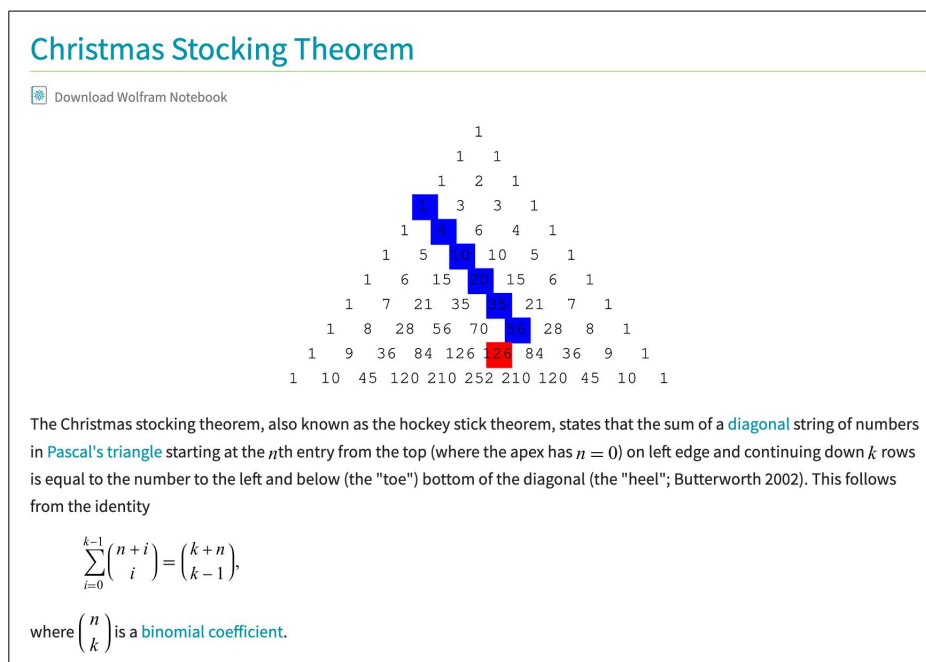 Christmas Stocking Theorem
Download Wolfram Notebook
1
1 1
1 2 1
1 3 3 1
1 4 6 4 1
1 5 10 10 5 1
1 6 15 20 15 6 1
1 7 21 35 35 21 7 1
1 8 28 56 70 56 28 8 1
1 9 36 84 126 126 84 36 9 1
1 10 45 120 210 252 210 120 45 10 1
The Christmas stocking theorem, also known as the hockey stick theorem, states that the sum of a diagonal string of numbers
in Pascal's triangle starting at the nth entry from the top (where the apex has n = 0) on left edge and continuing down k rows
is equal to the number to the left and below (the "toe") bottom of the diagonal (the "heel"; Butterworth 2002). This follows
from the identity
\sum_{i=0}^{k-1} \binom{n+i}{i} = \binom{k+n}{k-1},
where \binom{n}{k} is a binomial coefficient.